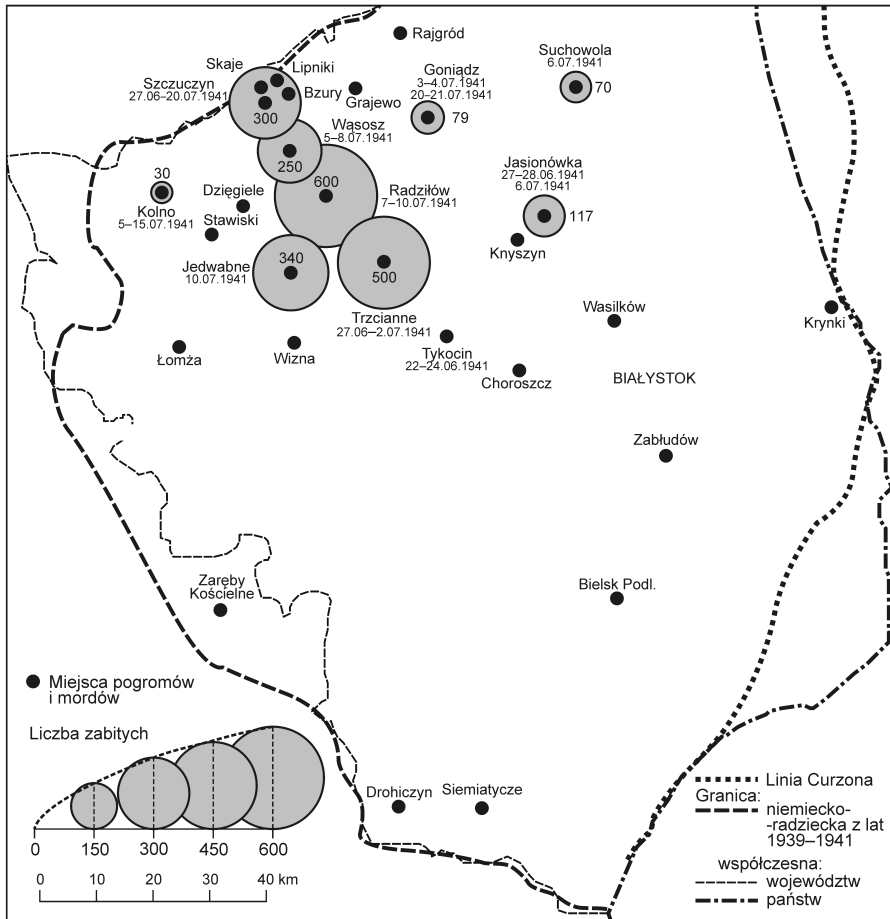 Rajgród
Skaje
Lipniki
Szczuczyn
27.06–20.07.1941
Bzury
300
Grajewo
Goniądz
3–4.07.1941
20–21.07.1941
79
Suchowola
6.07.1941
70
Wąsosz
5–8.07.1941
250
600
Radziłów
7–10.07.1941
Jasionówka
27–28.06.1941
6.07.1941
117
30
Kolno
5–15.07.1941
Dzięgiele
Stawiski
Knyszyn
Jedwabne
10.07.1941
340
500
Trzcianne
27.06–2.07.1941
Wasilków
Krynki
Łomża
Wizna
Tykocin
22–24.06.1941
Choroszcz
BIAŁYSTOK
Zabłudów
Zaręby
Kościelne
Bielsk Podl.
Miejsca pogromów
i mordów
Liczba zabitych
0 150 300 450 600
0 10 20 30 40 km
Drohiczyn
Siemiatycze
Linia Curzona
Granica:
niemiecko-
-radziecka z lat
1939–1941
współczesna:
województw
państw